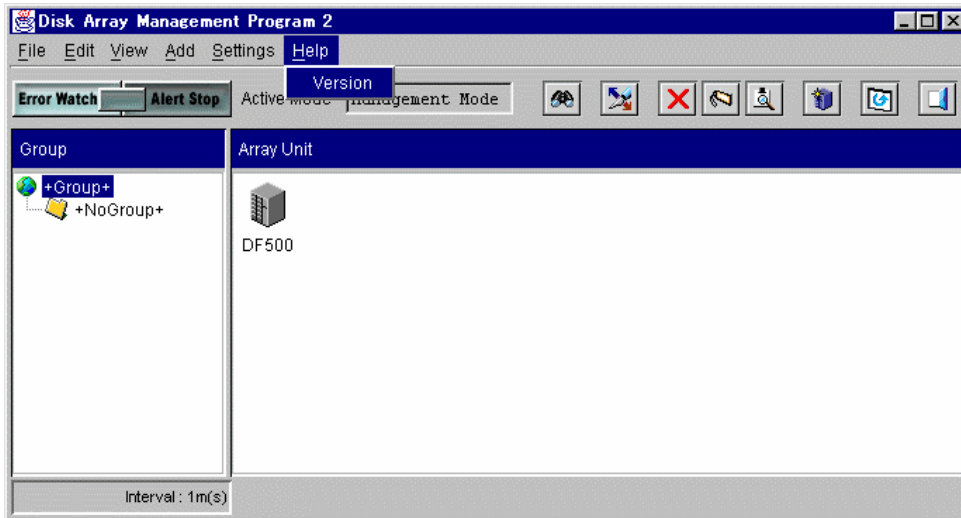 Disk Array Management Program 2
File Edit View Add Settings Help
Version
Error Watch Alert Stop Active Mode Management Mode
Group Array Unit
+Group+
+NoGroup+
DF500
Interval : 1m(s)